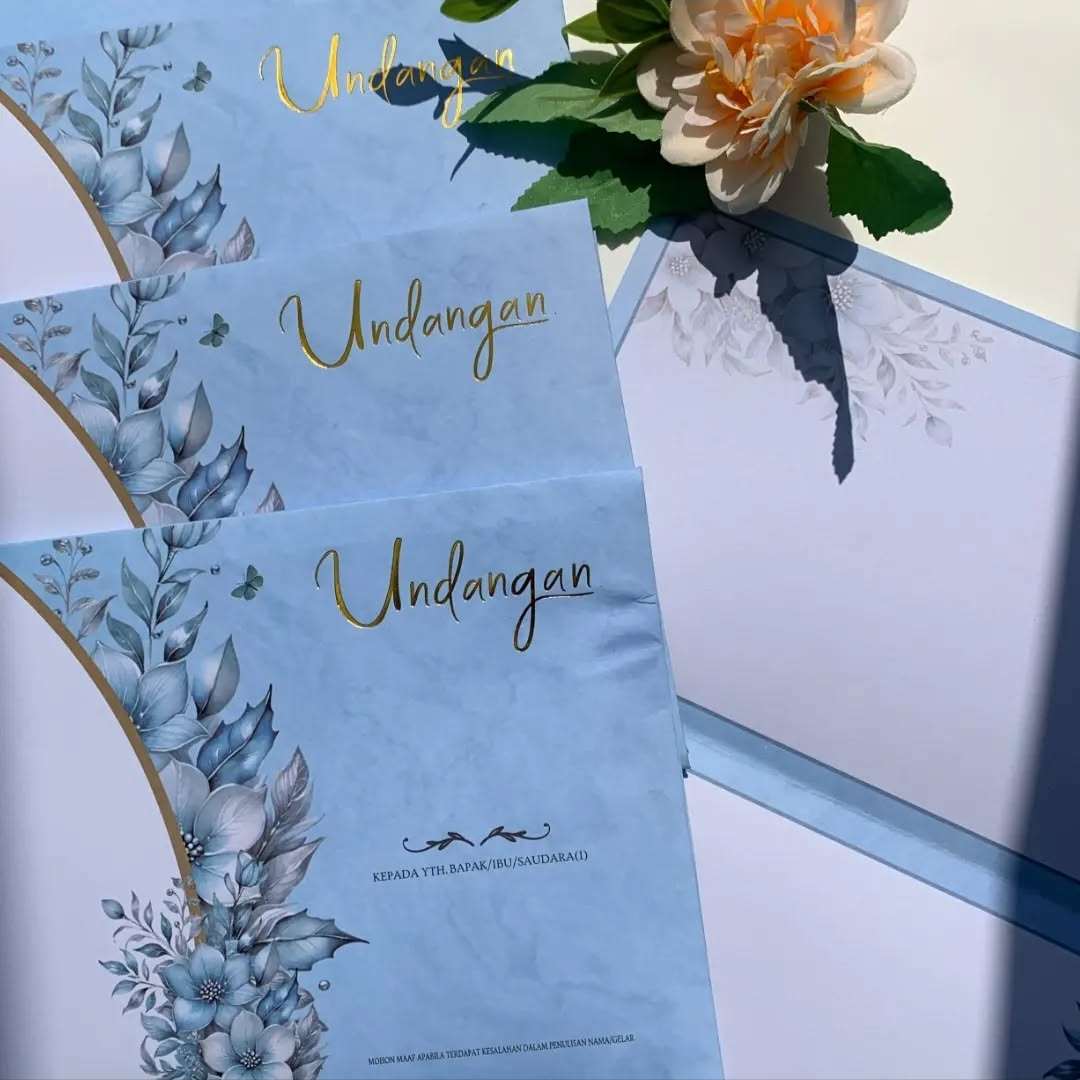 Undangan
Undangan
Undangan
KEPADA YTH. BAPAK/IBU/SAUDARA(I)
MOHON MAAF APABILA TERDAPAT KESALAHAN DALAM PENULISAN NAMA/GELAR